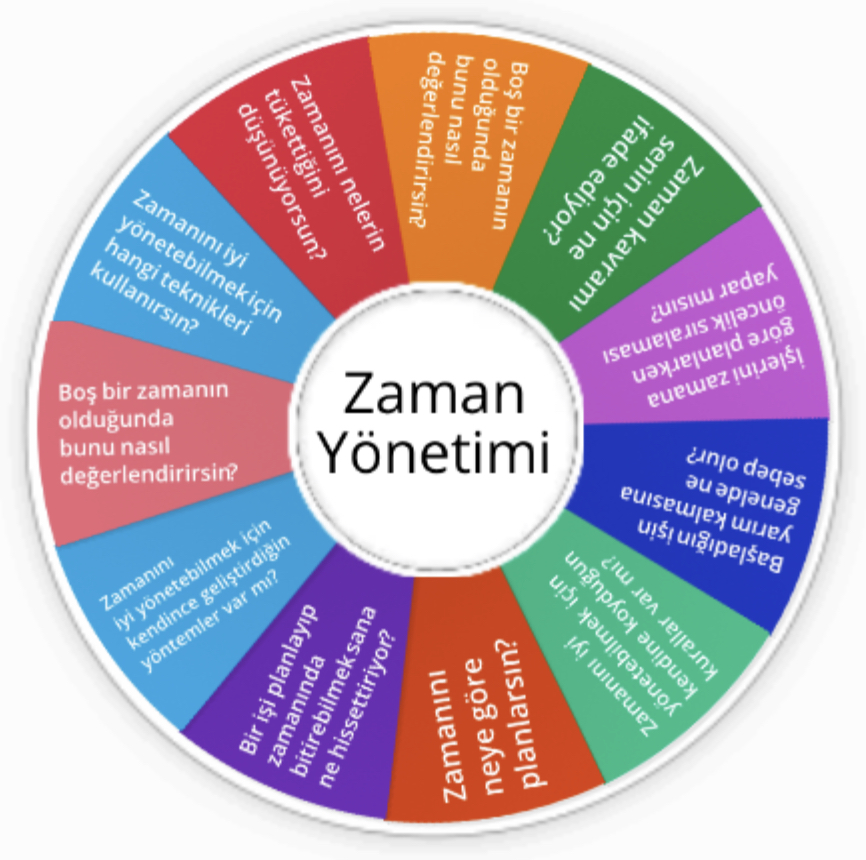 Zaman
Yönetimi
Boş bir zamanın
olduğunda
bunu nasıl
değerlendirirsin?
Zaman kavramı
senin için ne
ifade ediyor?
İşlerini zamana
göre planlarken
öncelik sıralaması
yapar mısın?
Başladığın işin
yarım kalmasına
genelde ne
sebep olur?
Zamanını iyi
yönetebilmek için
kendine koyduğun
kurallar var mı?
Zamanını
neye göre
planlarsın?
Bir işi planlayıp
zamanında
bitirebilmek sana
ne hissettiriyor?
Zamanını
iyi yönetebilmek için
kendince geliştirdiğin
yöntemler var mı?
Boş bir zamanın
olduğunda
bunu nasıl
değerlendirirsin?
Zamanını iyi
yönetebilmek için
hangi teknikleri
kullanırsın?
Zamanını nelerin
tükettiğini
düşünüyorsun?